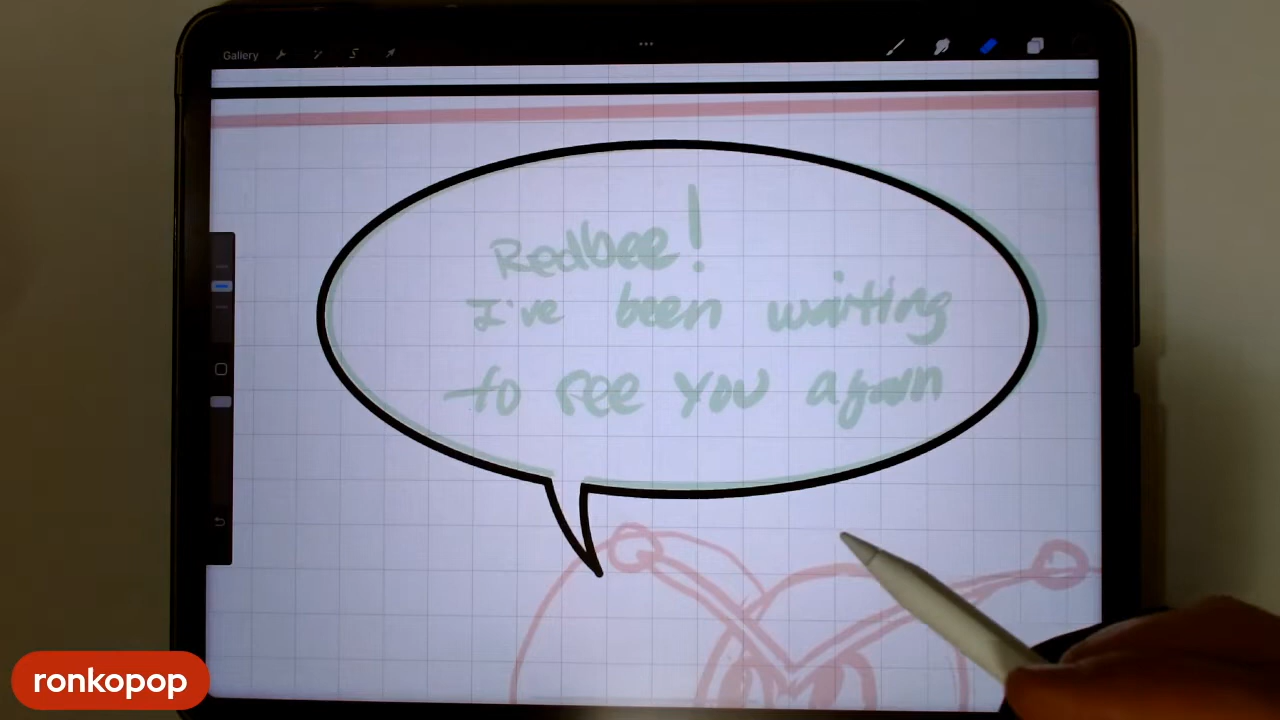 Gallery
Redbee!
I've been waiting
to see you again
ronkopop